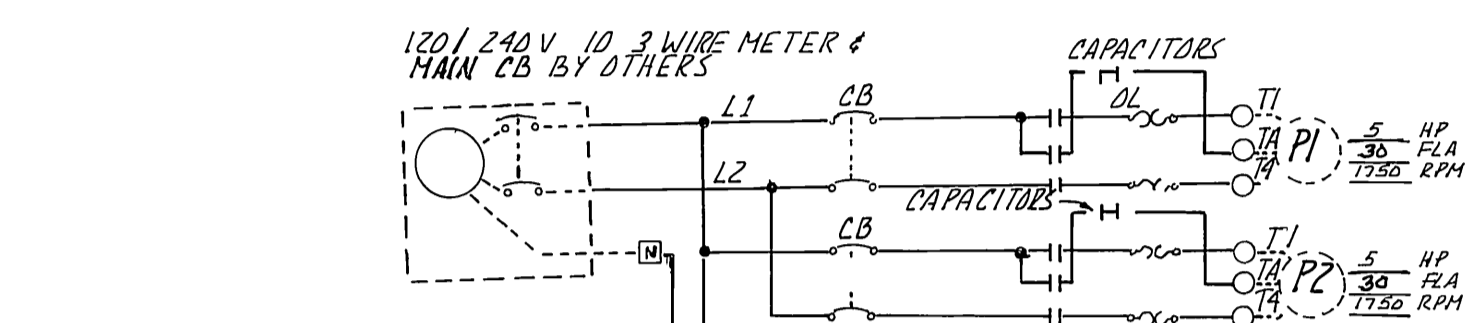 120/240V 1Ø 3 WIRE METER &
MAIN CB BY OTHERS
CAPACITORS
L1
CB
OL
T1
TA
T4
P1
5 HP
30 FLA
1750 RPM
L2
CAPACITORS
CB
N
T1
TA
T4
P2
5 HP
30 FLA
1750 RPM